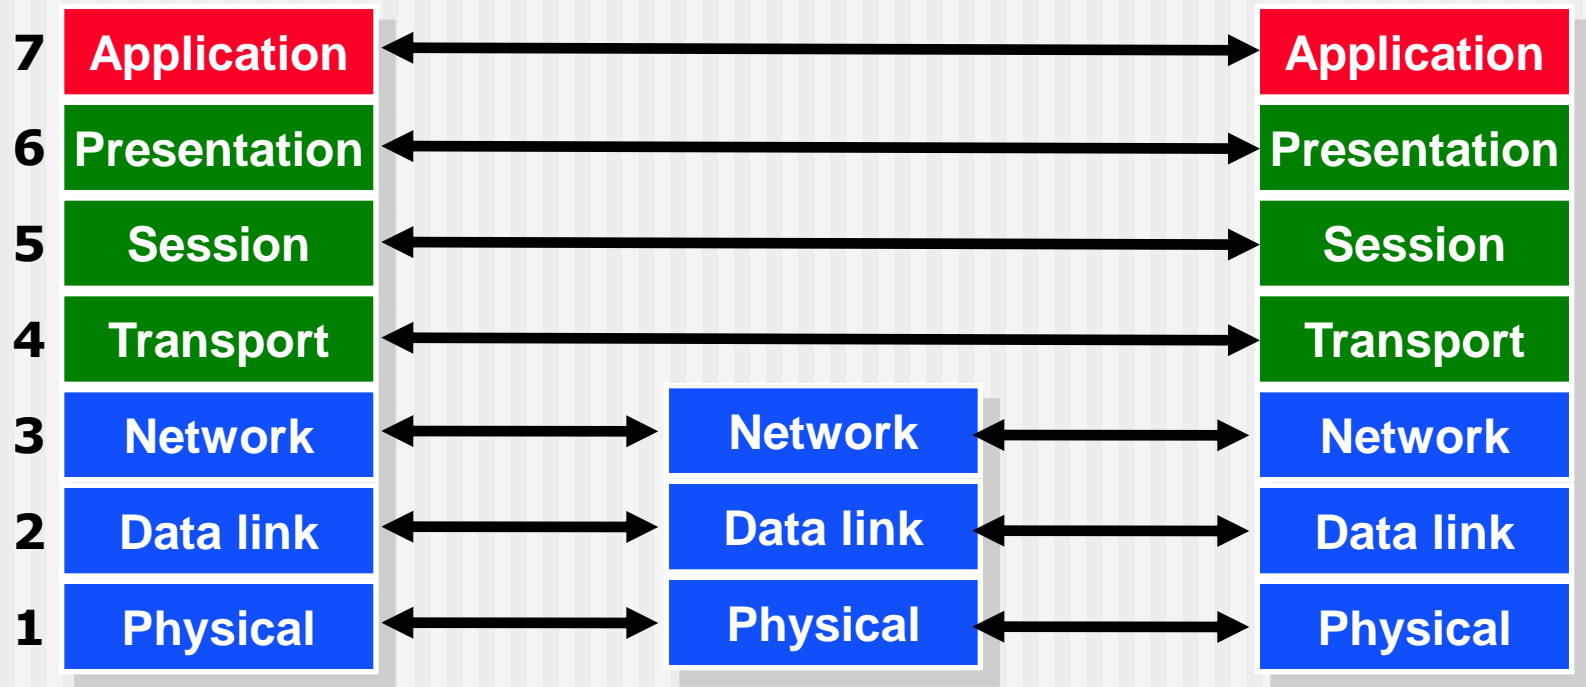 7 Application Application
6 Presentation Presentation
5 Session Session
4 Transport Transport
3 Network Network Network
2 Data link Data link Data link
1 Physical Physical Physical